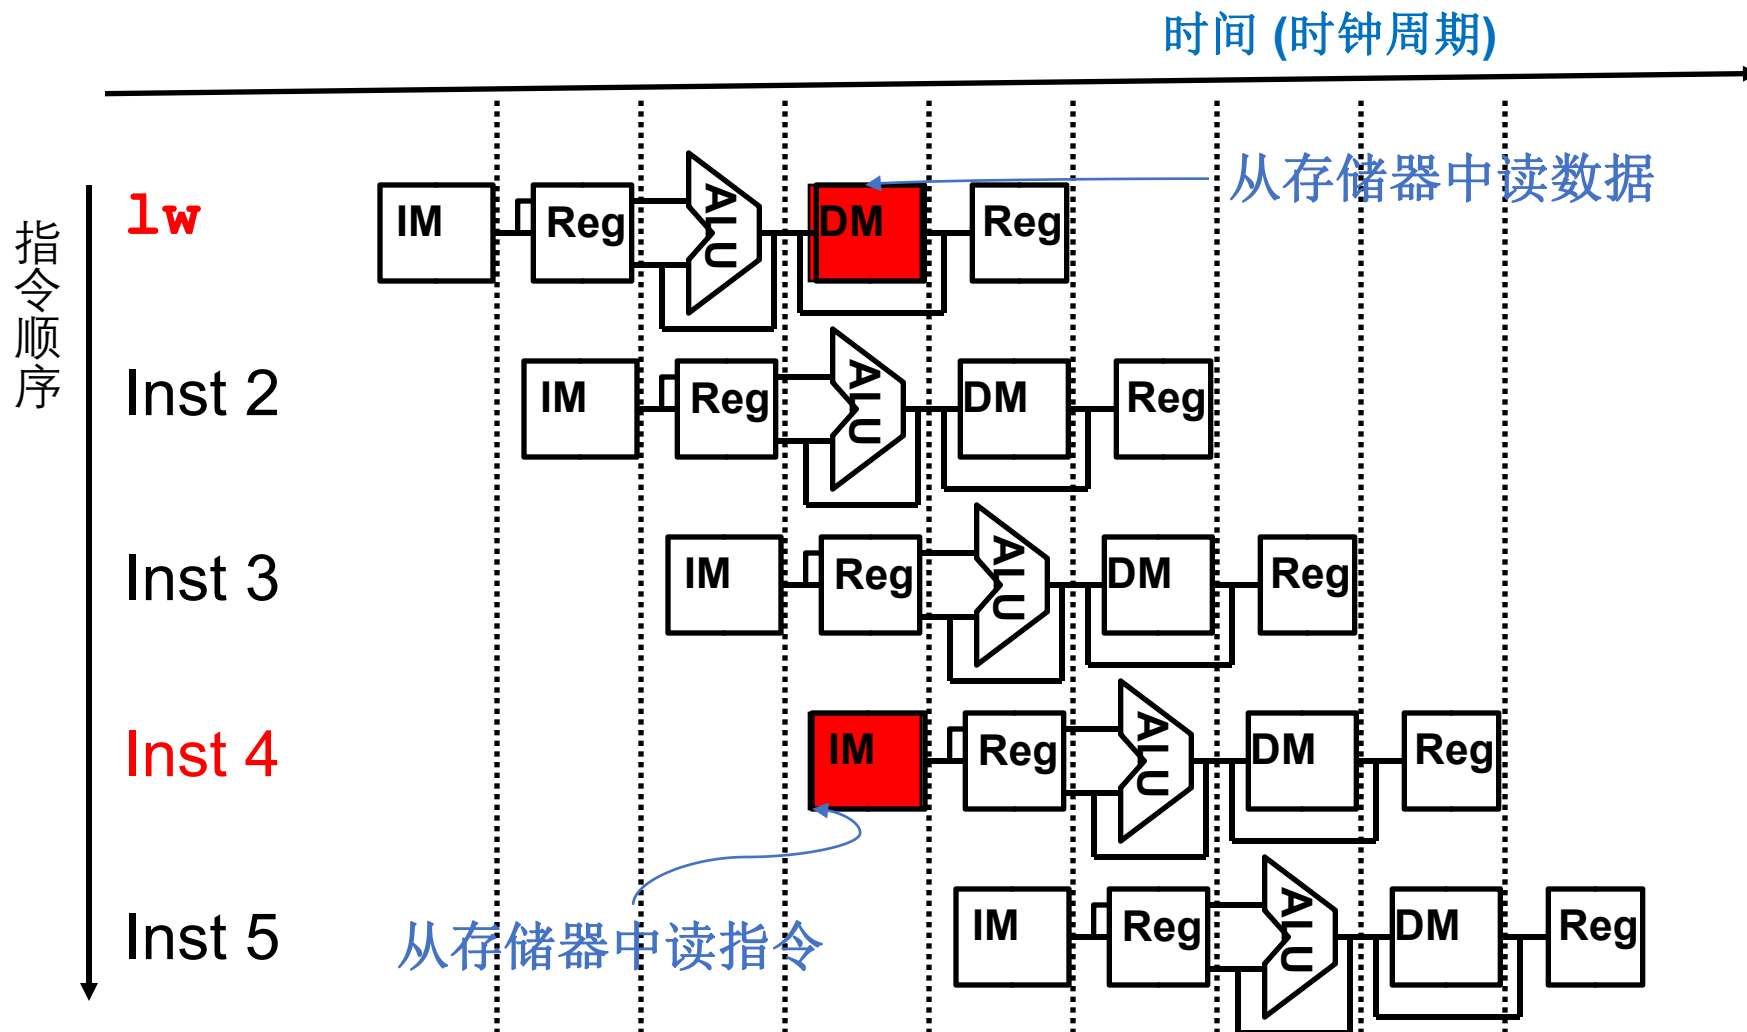 时间 (时钟周期)
指令顺序
lw
IM
Reg
ALU
DM
Reg
从存储器中读数据
Inst 2
IM
Reg
ALU
DM
Reg
Inst 3
IM
Reg
ALU
DM
Reg
Inst 4
IM
Reg
ALU
DM
Reg
Inst 5
从存储器中读指令
IM
Reg
ALU
DM
Reg